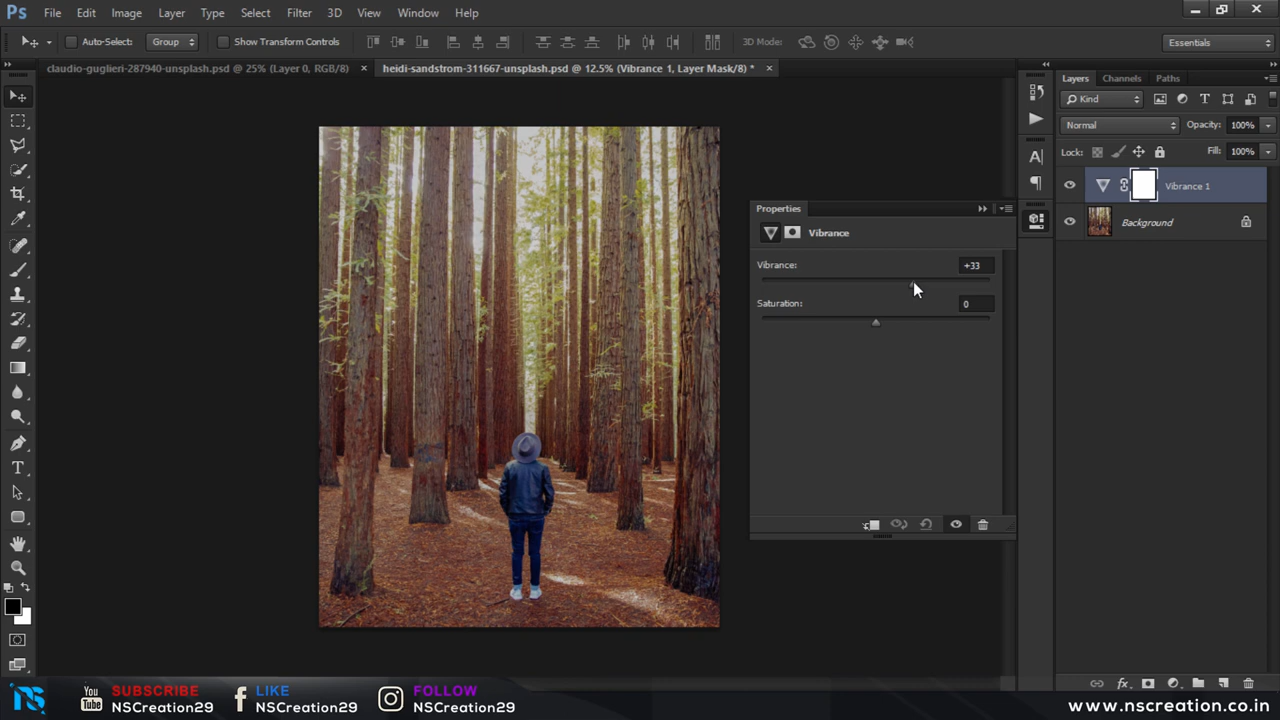 Ps File Edit Image Layer Type Select Filter 3D View Window Help
Auto-Select: Group Show Transform Controls 3D Mode: Essentials
claudio-guglieri-287940-unsplash.psd @ 25% (Layer 0, RGB/8) × heidi-sandstrom-311667-unsplash.psd @ 12.5% (Vibrance 1, Layer Mask/8) * ×
Layers Channels Paths
Kind
Normal Opacity: 100%
Lock: Fill: 100%
Vibrance 1
Background
Properties
Vibrance
Vibrance: +33
Saturation: 0
NS You Tube SUBSCRIBE NSCreation29 f LIKE NSCreation29 FOLLOW NSCreation29 www.nscreation.co.in